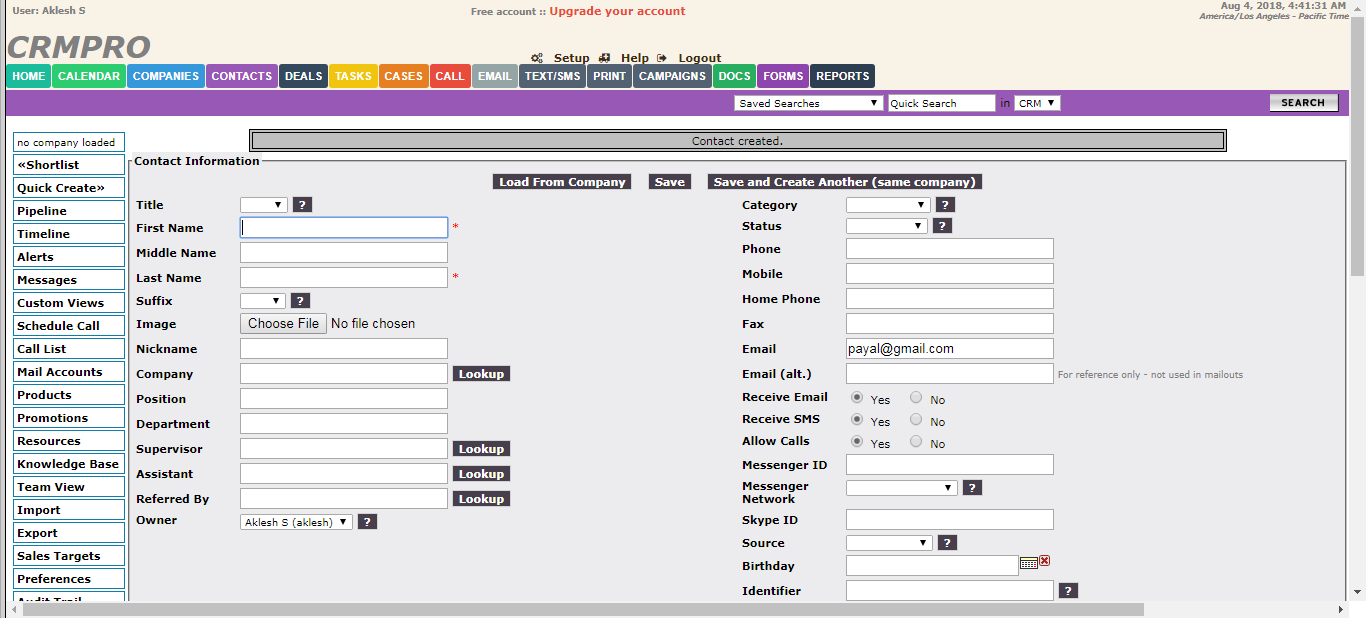 User: Aklesh S
Free account :: Upgrade your account
Aug 4, 2018, 4:41:31 AM
America/Los Angeles - Pacific Time
CRMPRO
Setup Help Logout
HOME CALENDAR COMPANIES CONTACTS DEALS TASKS CASES CALL EMAIL TEXT/SMS PRINT CAMPAIGNS DOCS FORMS REPORTS
Saved Searches Quick Search in CRM SEARCH
no company loaded
«Shortlist
Quick Create»
Pipeline
Timeline
Alerts
Messages
Custom Views
Schedule Call
Call List
Mail Accounts
Products
Promotions
Resources
Knowledge Base
Team View
Import
Export
Sales Targets
Preferences
Audit Trail
Contact created.
Contact Information
Load From Company Save Save and Create Another (same company)
Title ?
First Name *
Middle Name
Last Name *
Suffix ?
Image Choose File No file chosen
Nickname
Company Lookup
Position
Department
Supervisor Lookup
Assistant Lookup
Referred By Lookup
Owner Aklesh S (aklesh) ?
Category ?
Status ?
Phone
Mobile
Home Phone
Fax
Email payal@gmail.com
Email (alt.) For reference only - not used in mailouts
Receive Email Yes No
Receive SMS Yes No
Allow Calls Yes No
Messenger ID
Messenger
Network ?
Skype ID
Source ?
Birthday
Identifier ?